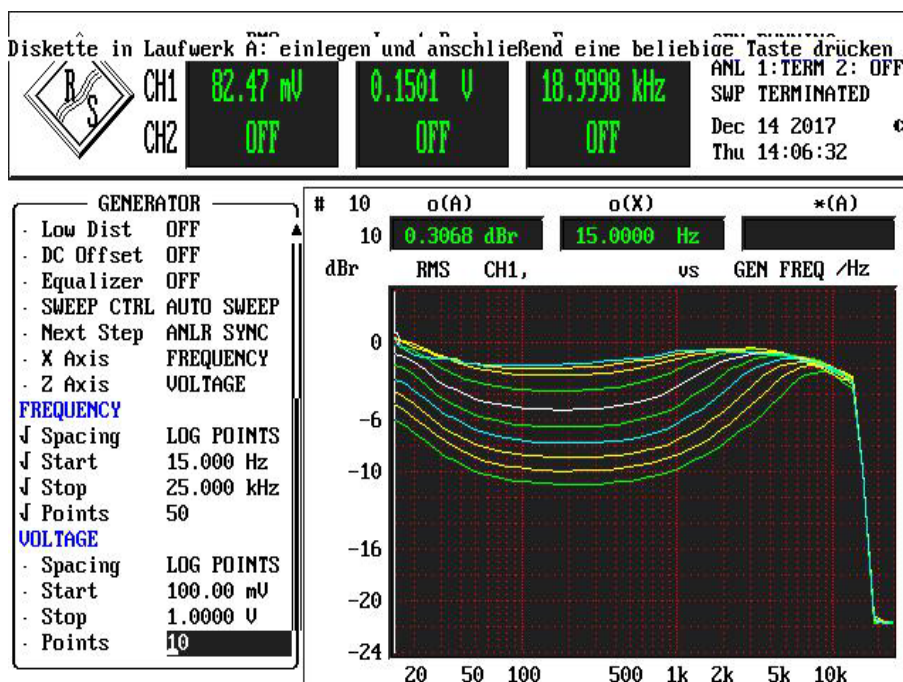 Diskette in Laufwerk A: einlegen und anschließend eine beliebige Taste drücken
R S
CH1 82.47 mV 0.1501 V 18.9998 kHz
CH2 OFF OFF OFF
ANL 1:TERM 2: OFF
SWP TERMINATED
Dec 14 2017
Thu 14:06:32
GENERATOR
· Low Dist OFF
· DC Offset OFF
· Equalizer OFF
· SWEEP CTRL AUTO SWEEP
· Next Step ANLR SYNC
· X Axis FREQUENCY
· Z Axis VOLTAGE
FREQUENCY
√ Spacing LOG POINTS
√ Start 15.000 Hz
√ Stop 25.000 kHz
√ Points 50
VOLTAGE
· Spacing LOG POINTS
· Start 100.00 mV
· Stop 1.0000 V
· Points 10
# 10 o(A) o(X) *(A)
10 0.3068 dBr 15.0000 Hz
dBr RMS CH1, vs GEN FREQ /Hz
0
-6
-10
-16
-20
-24
20 50 100 500 1k 2k 5k 10k